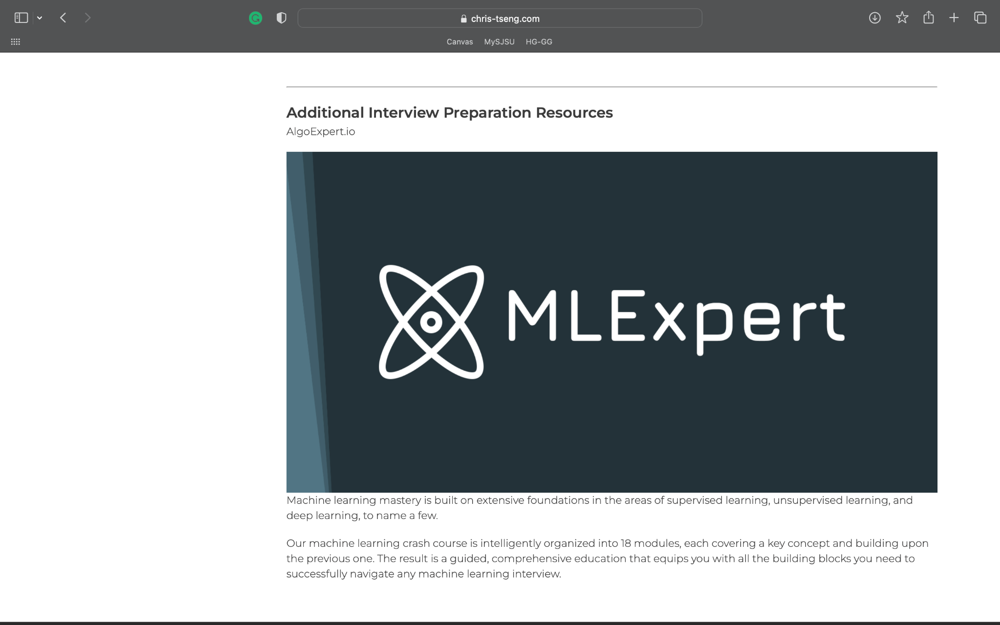 chris-tseng.com
Canvas MySJSU HG-GG
Additional Interview Preparation Resources
AlgoExpert.io
MLExpert
Machine learning mastery is built on extensive foundations in the areas of supervised learning, unsupervised learning, and
deep learning, to name a few.
Our machine learning crash course is intelligently organized into 18 modules, each covering a key concept and building upon
the previous one. The result is a guided, comprehensive education that equips you with all the building blocks you need to
successfully navigate any machine learning interview.